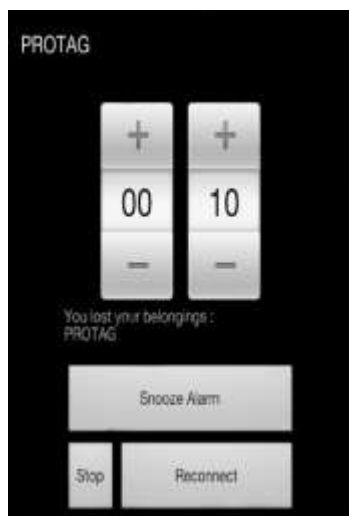 PROTAG
+ +
00 10
− −
You lost your belongings :
PROTAG
Snooze Alarm
Stop Reconnect